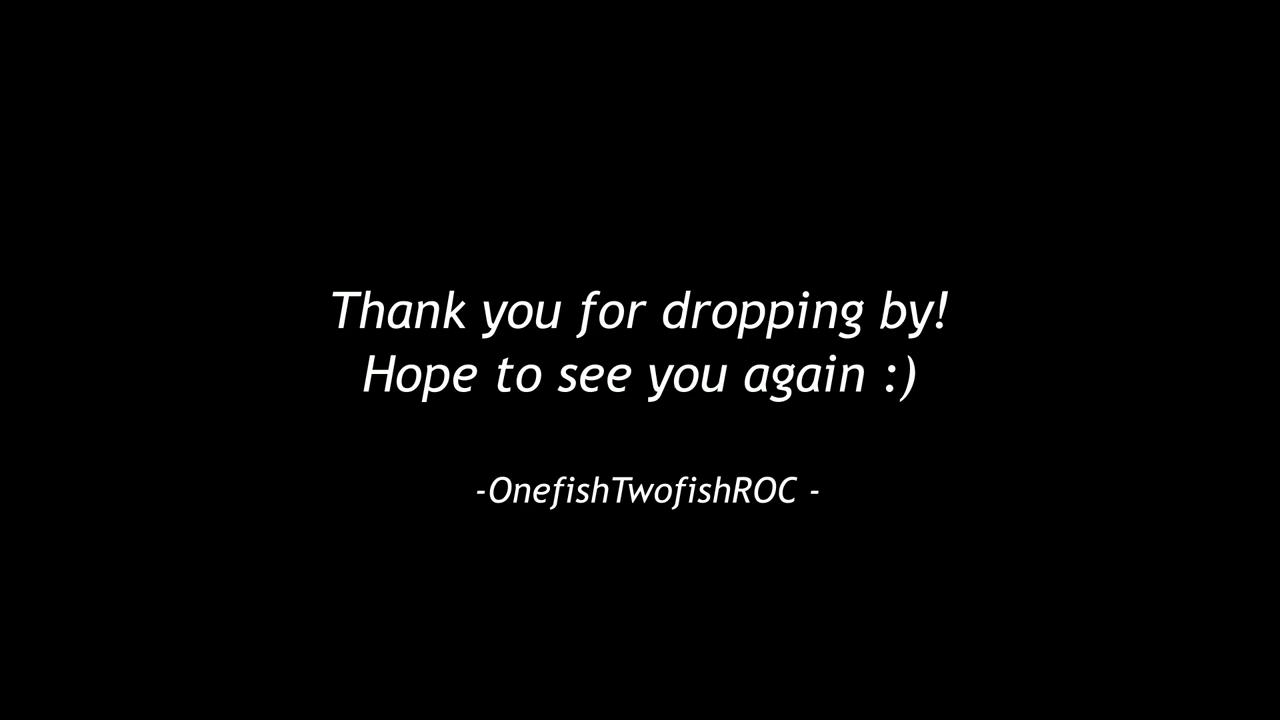 Thank you for dropping by!
Hope to see you again :)
-OnefishTwofishROC -